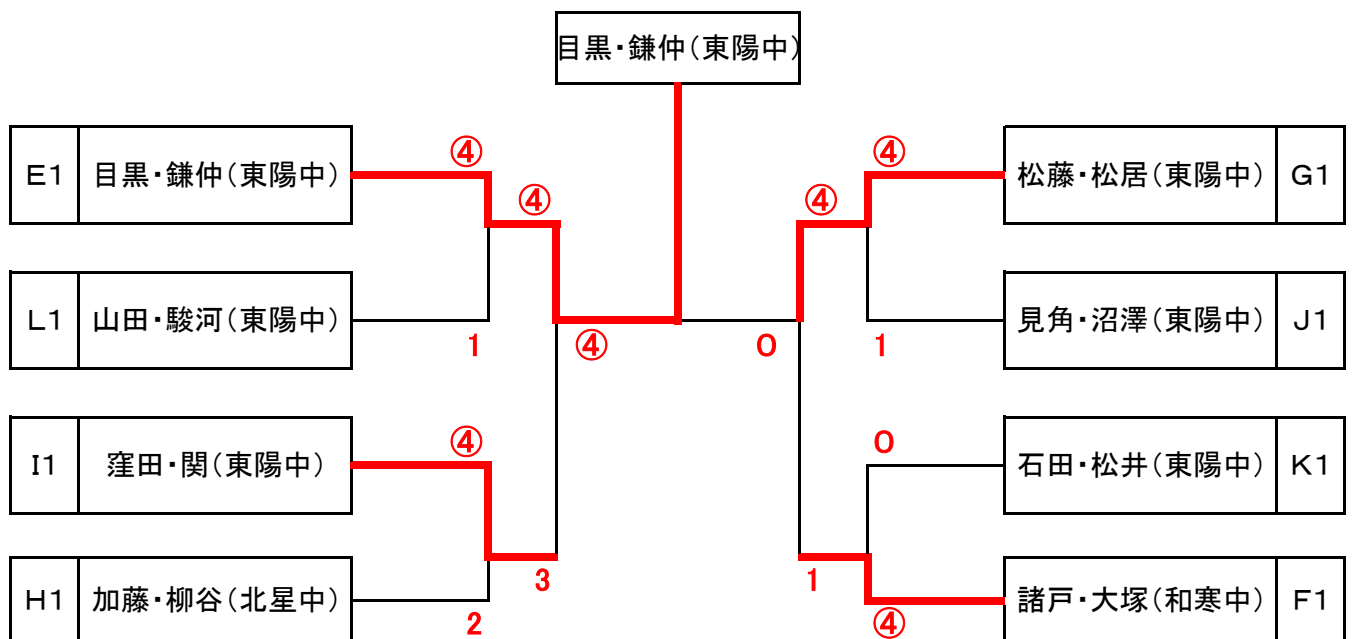 目黒・鎌仲(東陽中)
④ ④
E1 目黒・鎌仲(東陽中) 松藤・松居(東陽中) G1
④ ④
L1 山田・駿河(東陽中) 見角・沼澤(東陽中) J1
1 ④ 0 1
④ 0
I1 窪田・関(東陽中) 石田・松井(東陽中) K1
3 1
H1 加藤・柳谷(北星中) 諸戸・大塚(和寒中) F1
2 ④